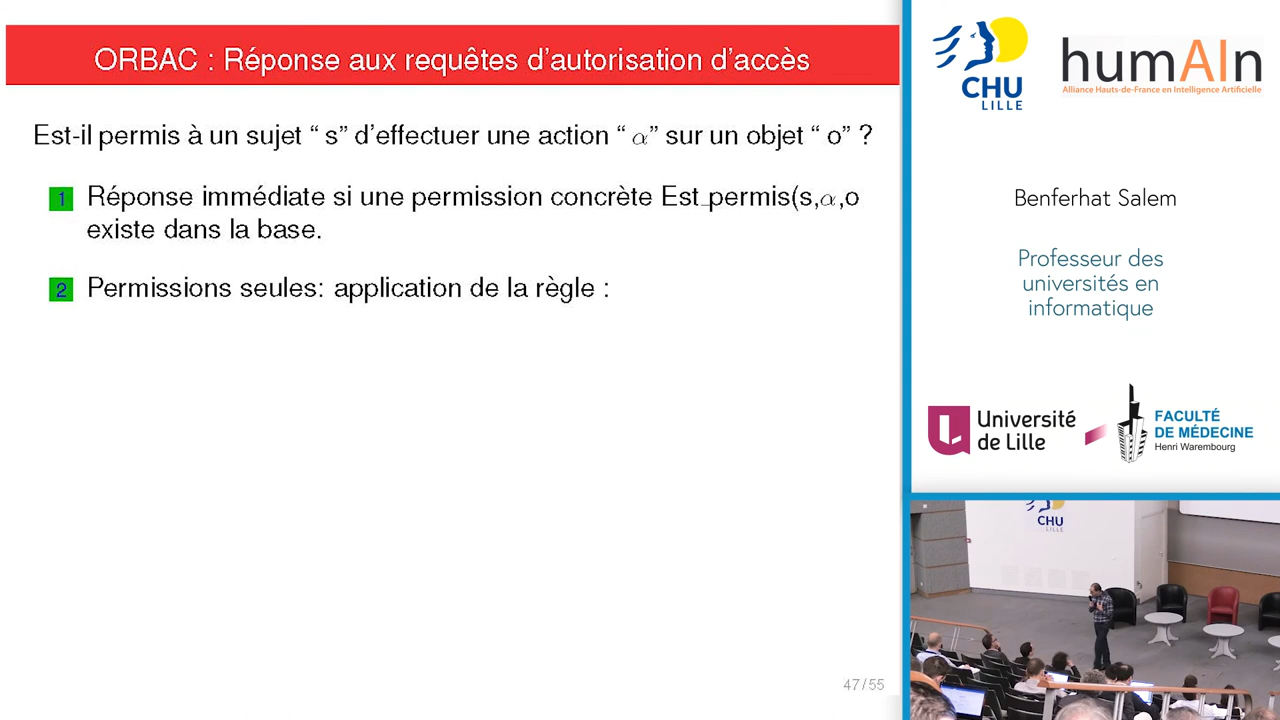 ORBAC : Réponse aux requêtes d'autorisation d'accès
Est-il permis à un sujet “ s” d'effectuer une action “ α” sur un objet “ o” ?
1 Réponse immédiate si une permission concrète Est_permis(s,α,o
existe dans la base.
2 Permissions seules: application de la règle :
47/55
CHU
LILLE
humAIn
Alliance Hauts-de-France en Intelligence Artificielle
Benferhat Salem
Professeur des
universités en
informatique
Université
de Lille
FACULTÉ
DE MÉDECINE
Henri Warembourg
CHU
LILLE